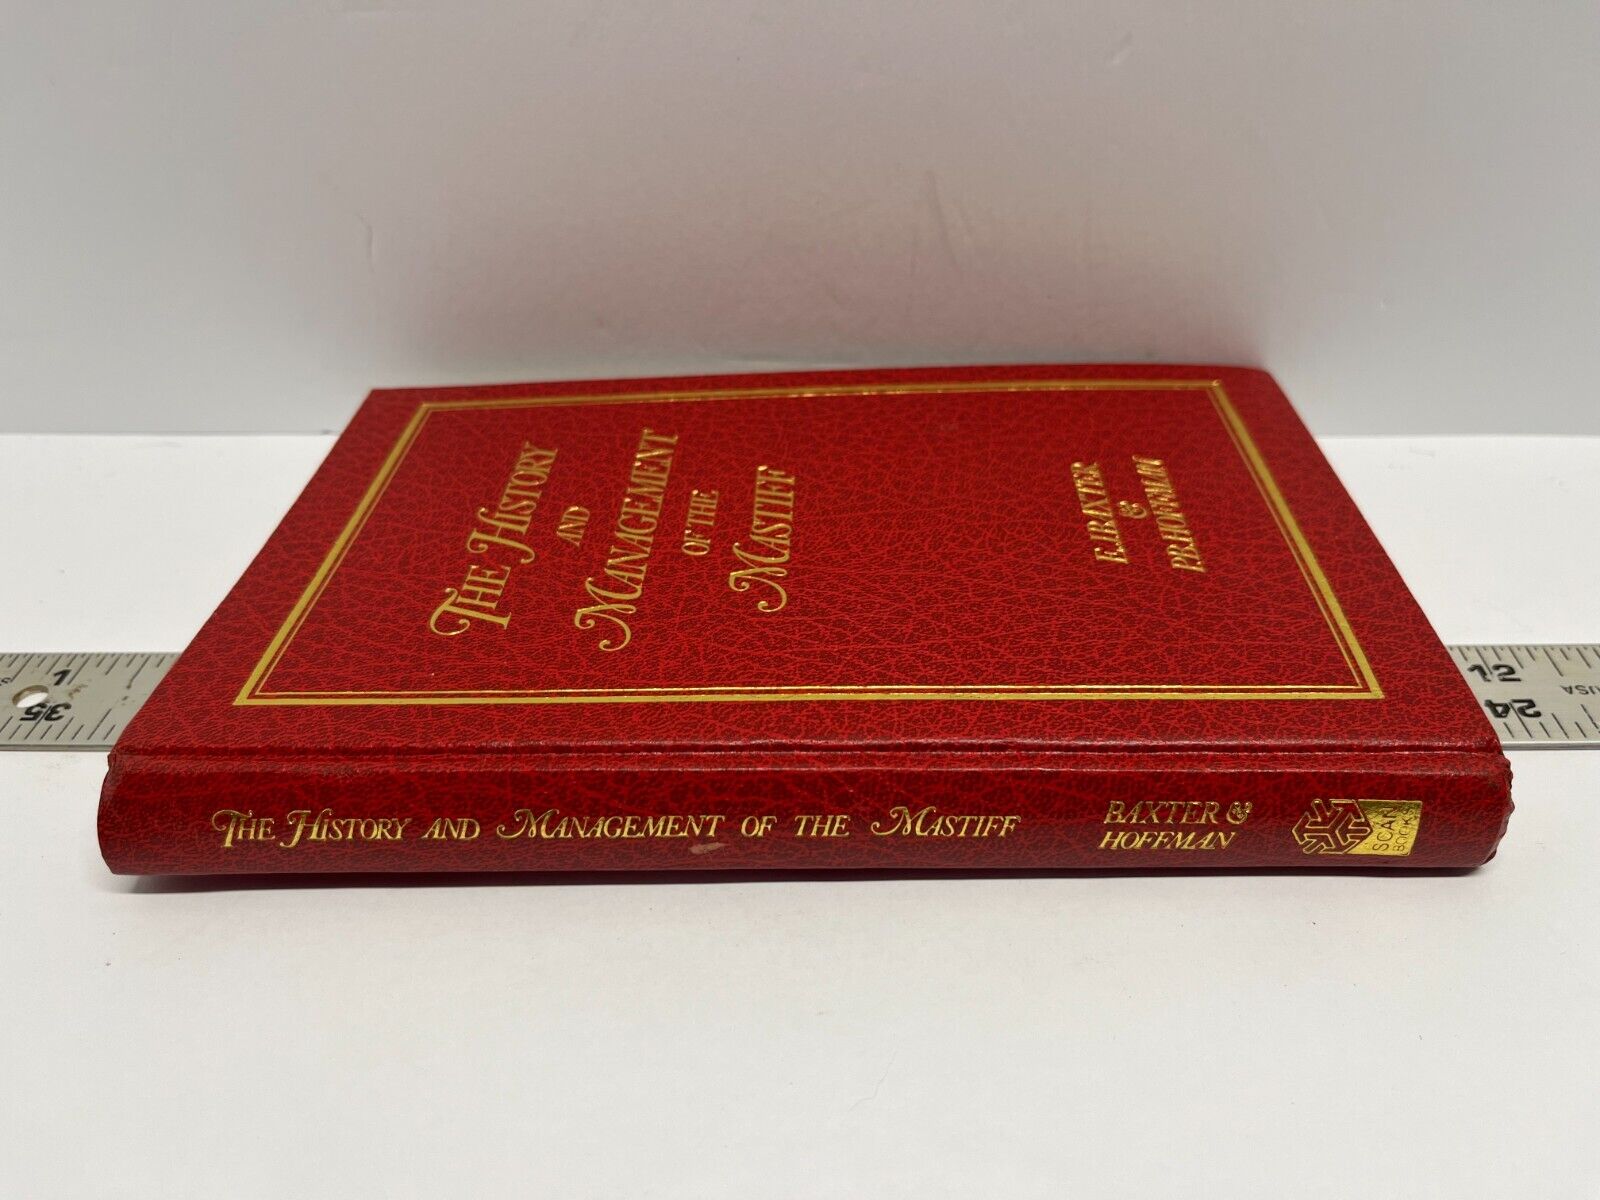 THE HISTORY
AND
MANAGEMENT
OF THE
MASTIFF
E.J.BAXTER
&
P.B.HOFFMAN
THE HISTORY AND MANAGEMENT OF THE MASTIFF
BAXTER &
HOFFMAN
SCAN
BOOKS
1
35
12
24
USA